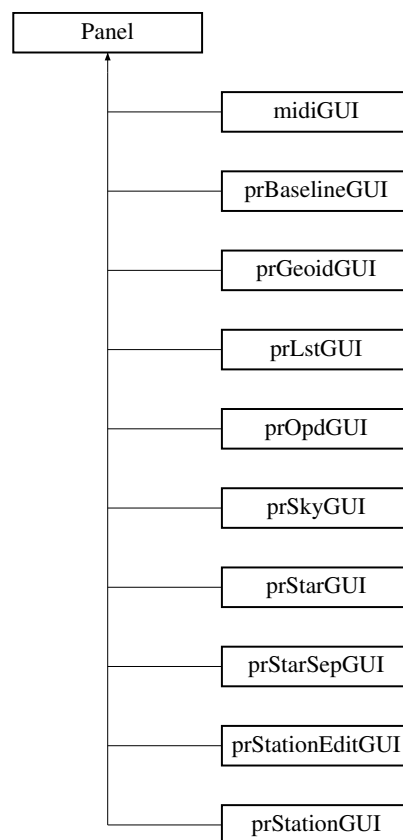 Panel
midiGUI
prBaselineGUI
prGeoidGUI
prLstGUI
prOpdGUI
prSkyGUI
prStarGUI
prStarSepGUI
prStationEditGUI
prStationGUI